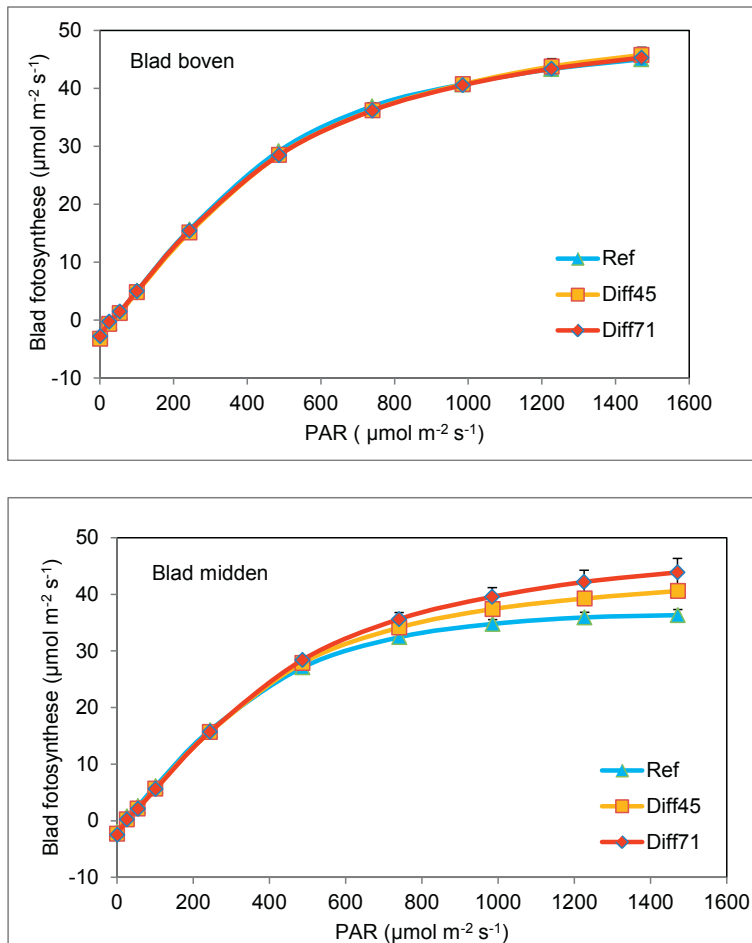 Blad boven
Blad fotosynthese (µmol m-2 s-1)
50
40
30
20
10
0
-10
Ref
Diff45
Diff71
0 200 400 600 800 1000 1200 1400 1600
PAR ( µmol m-2 s-1)
Blad midden
Blad fotosynthese (µmol m-2 s-1)
50
40
30
20
10
0
-10
Ref
Diff45
Diff71
0 200 400 600 800 1000 1200 1400 1600
PAR (µmol m-2 s-1)